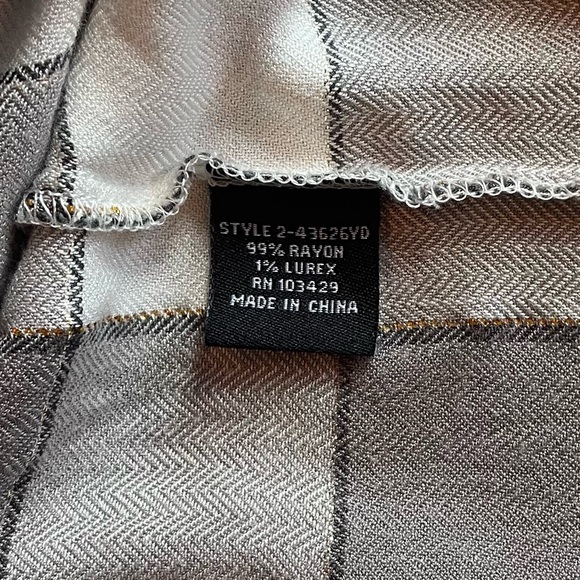 STYLE 2-43626YD
99% RAYON
1% LUREX
RN 103429
MADE IN CHINA